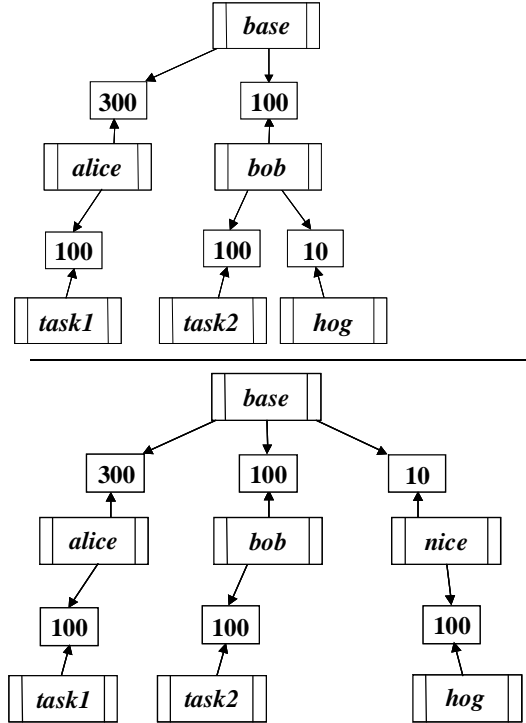 base
300 100
alice bob
100 100 10
task1 task2 hog
base
300 100 10
alice bob nice
100 100 100
task1 task2 hog